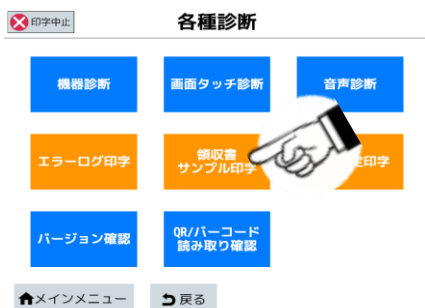 印字中止
各種診断
機器診断
画面タッチ診断
音声診断
エラーログ印字
領収書
サンプル印字
印字
バージョン確認
QR/バーコード
読み取り確認
メインメニュー
戻る